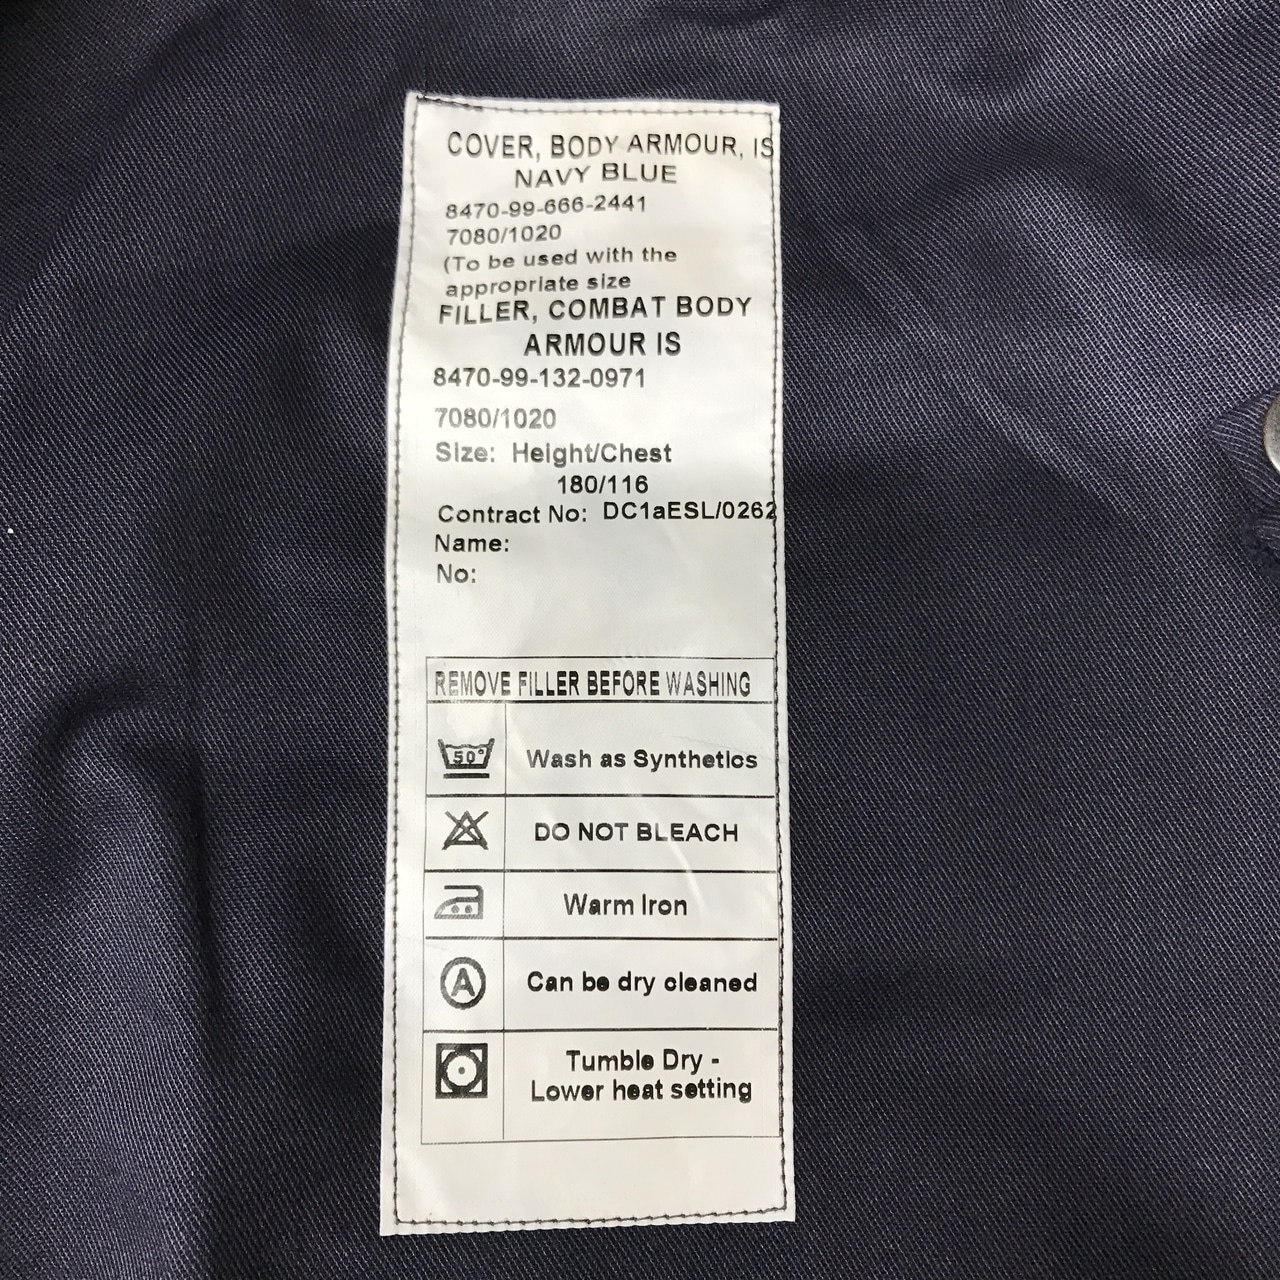 COVER, BODY ARMOUR, IS
NAVY BLUE
8470-99-666-2441
7080/1020
(To be used with the
appropriate size
FILLER, COMBAT BODY
ARMOUR IS
8470-99-132-0971
7080/1020
Size: Height/Chest
180/116
Contract No: DC1aESL/0262
Name:
No:
REMOVE FILLER BEFORE WASHING
50° Wash as Synthetics
DO NOT BLEACH
Warm Iron
A Can be dry cleaned
Tumble Dry -
Lower heat setting